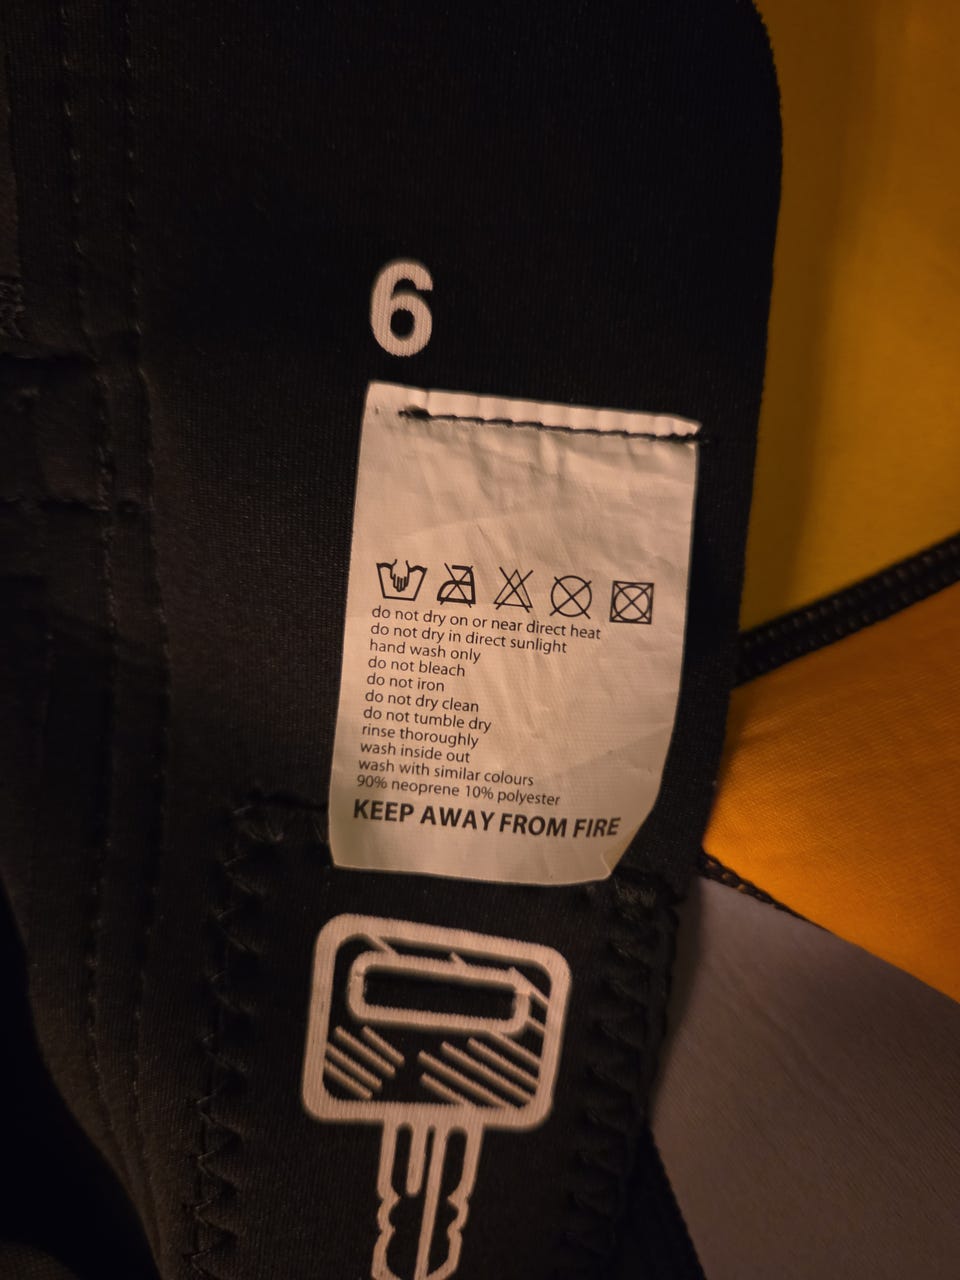 6
do not dry on or near direct heat
do not dry in direct sunlight
hand wash only
do not bleach
do not iron
do not dry clean
do not tumble dry
rinse thoroughly
wash inside out
wash with similar colours
90% neoprene 10% polyester
KEEP AWAY FROM FIRE